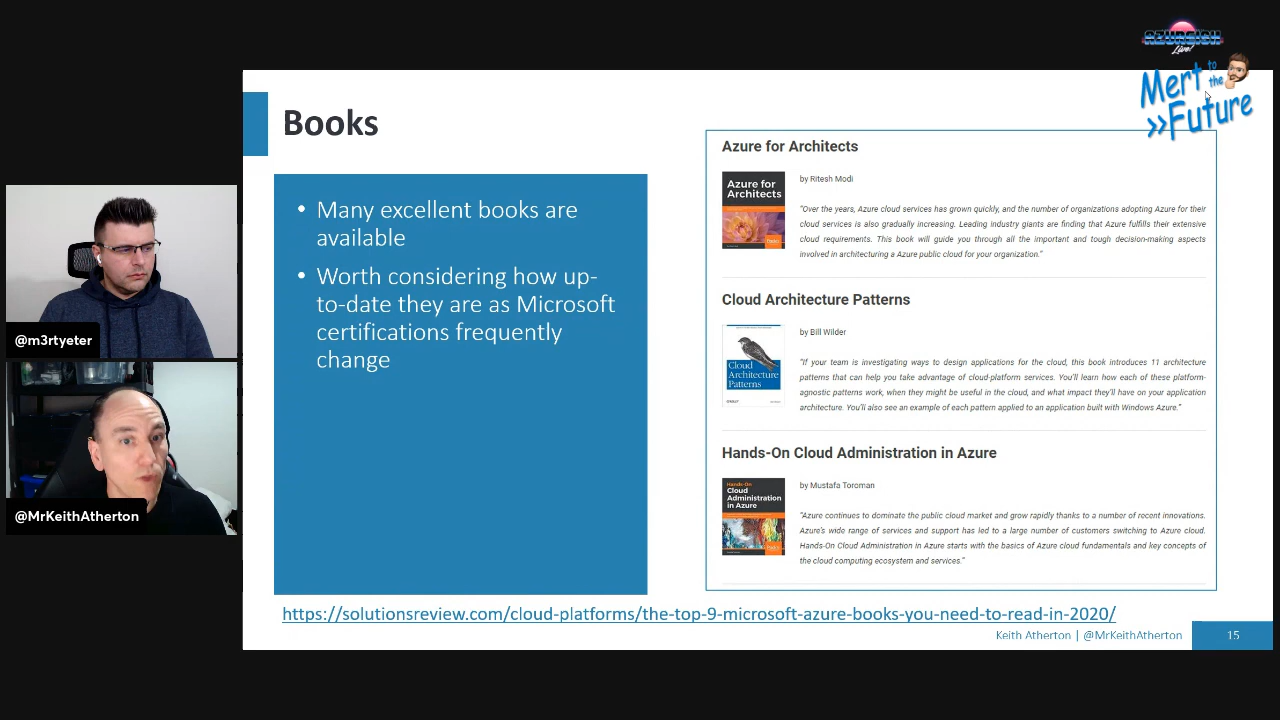 AZUREISH
Live!
Mert
to
the
>>Future
Books
• Many excellent books are
available
• Worth considering how up-
to-date they are as Microsoft
certifications frequently
change
Azure for Architects
Azure for
Architects
by Ritesh Modi
"Over the years, Azure cloud services has grown quickly, and the number of organizations adopting Azure for their
cloud services is also gradually increasing. Leading industry giants are finding that Azure fulfills their extensive
cloud requirements. This book will guide you through all the important and tough decision-making aspects
involved in architecturing a Azure public cloud for your organization."
Cloud Architecture Patterns
Cloud
Architecture
Patterns
by Bill Wilder
"If your team is investigating ways to design applications for the cloud, this book introduces 11 architecture
patterns that can help you take advantage of cloud-platform services. You'll learn how each of these platform-
agnostic patterns work, when they might be useful in the cloud, and what impact they'll have on your application
architecture. You'll also see an example of each pattern applied to an application built with Windows Azure."
Hands-On Cloud Administration in Azure
Hands-On
Cloud
Administration
in Azure
by Mustafa Toroman
"Azure continues to dominate the public cloud market and grow rapidly thanks to a number of recent innovations.
Azure's wide range of services and support has led to a large number of customers switching to Azure cloud.
Hands-On Cloud Administration in Azure starts with the basics of Azure cloud fundamentals and key concepts of
the cloud computing ecosystem and services."
https://solutionsreview.com/cloud-platforms/the-top-9-microsoft-azure-books-you-need-to-read-in-2020/
Keith Atherton | @MrKeithAtherton
15
@m3rtyeter
@MrKeithAtherton